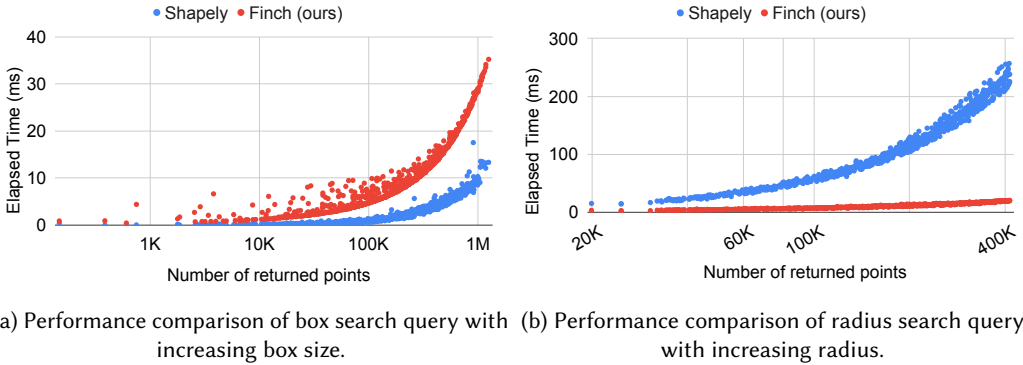 Shapely Finch (ours)
40
30
20
10
0
Elapsed Time (ms)
1K 10K 100K 1M
Number of returned points
a) Performance comparison of box search query with
increasing box size.
Shapely Finch (ours)
300
200
100
0
Elapsed Time (ms)
20K 60K 100K 400K
Number of returned points
(b) Performance comparison of radius search query
with increasing radius.